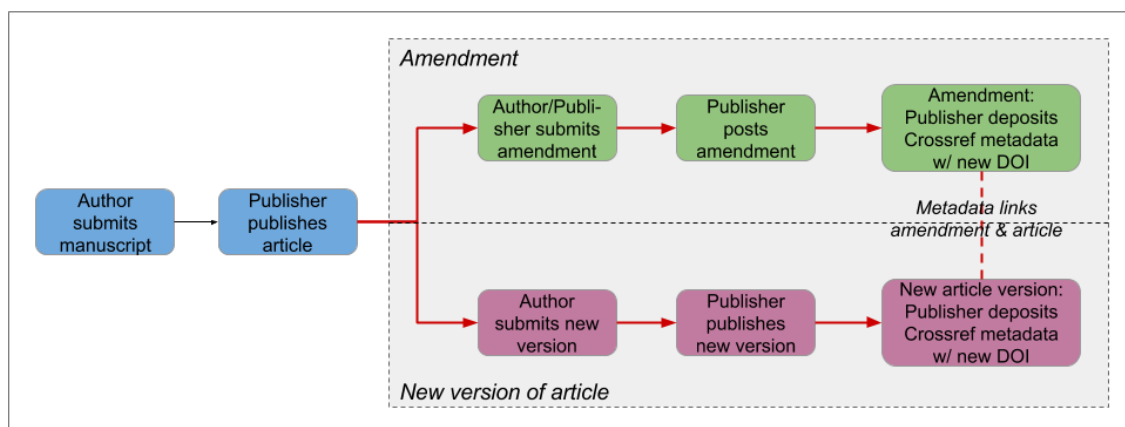 Amendment
Author/Publi-
sher submits
amendment
Publisher
posts
amendment
Amendment:
Publisher deposits
Crossref metadata
w/ new DOI
Author
submits
manuscript
Publisher
publishes
article
Metadata links
amendment & article
Author
submits new
version
Publisher
publishes
new version
New article version:
Publisher deposits
Crossref metadata
w/ new DOI
New version of article